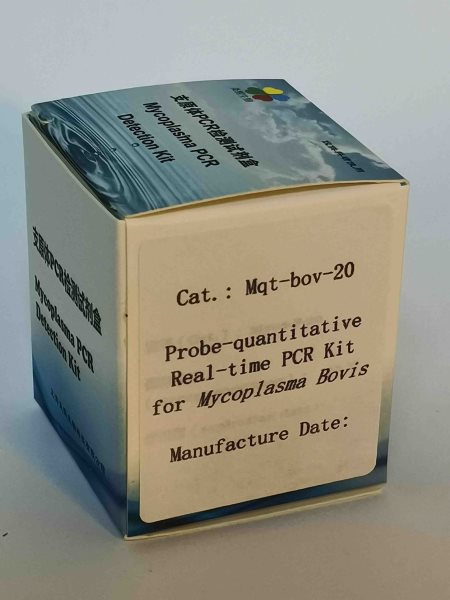 支原体PCR检测试剂盒
Mycoplasma PCR
Detection Kit
支原体PCR检测试剂盒
Mycoplasma PCR
Detection Kit
Cat.: Mqt-bov-20
Probe-quantitative
Real-time PCR Kit
for Mycoplasma Bovis
Manufacture Date: